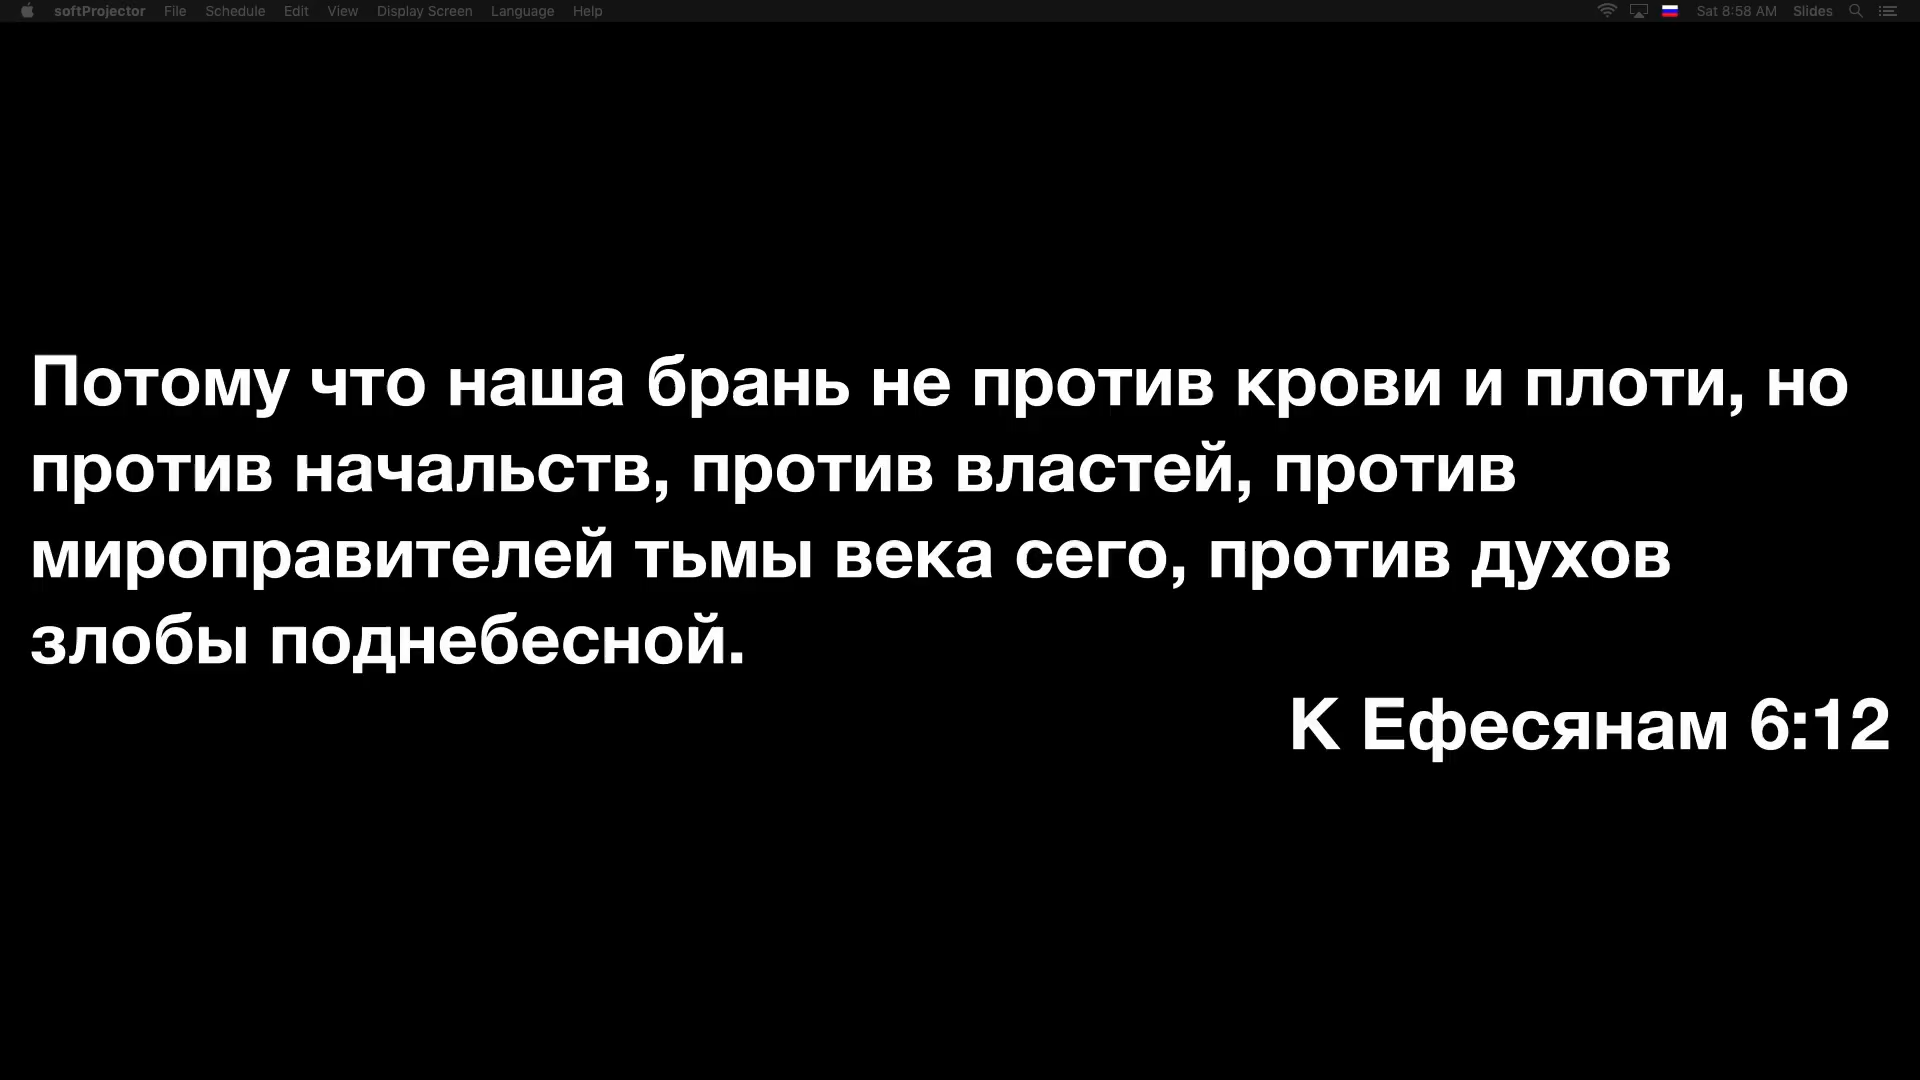 softProjector File Schedule Edit View Display Screen Language Help Sat 8:58 AM Slides
Потому что наша брань не против крови и плоти, но
против начальств, против властей, против
мироправителей тьмы века сего, против духов
злобы поднебесной.
К Ефесянам 6:12